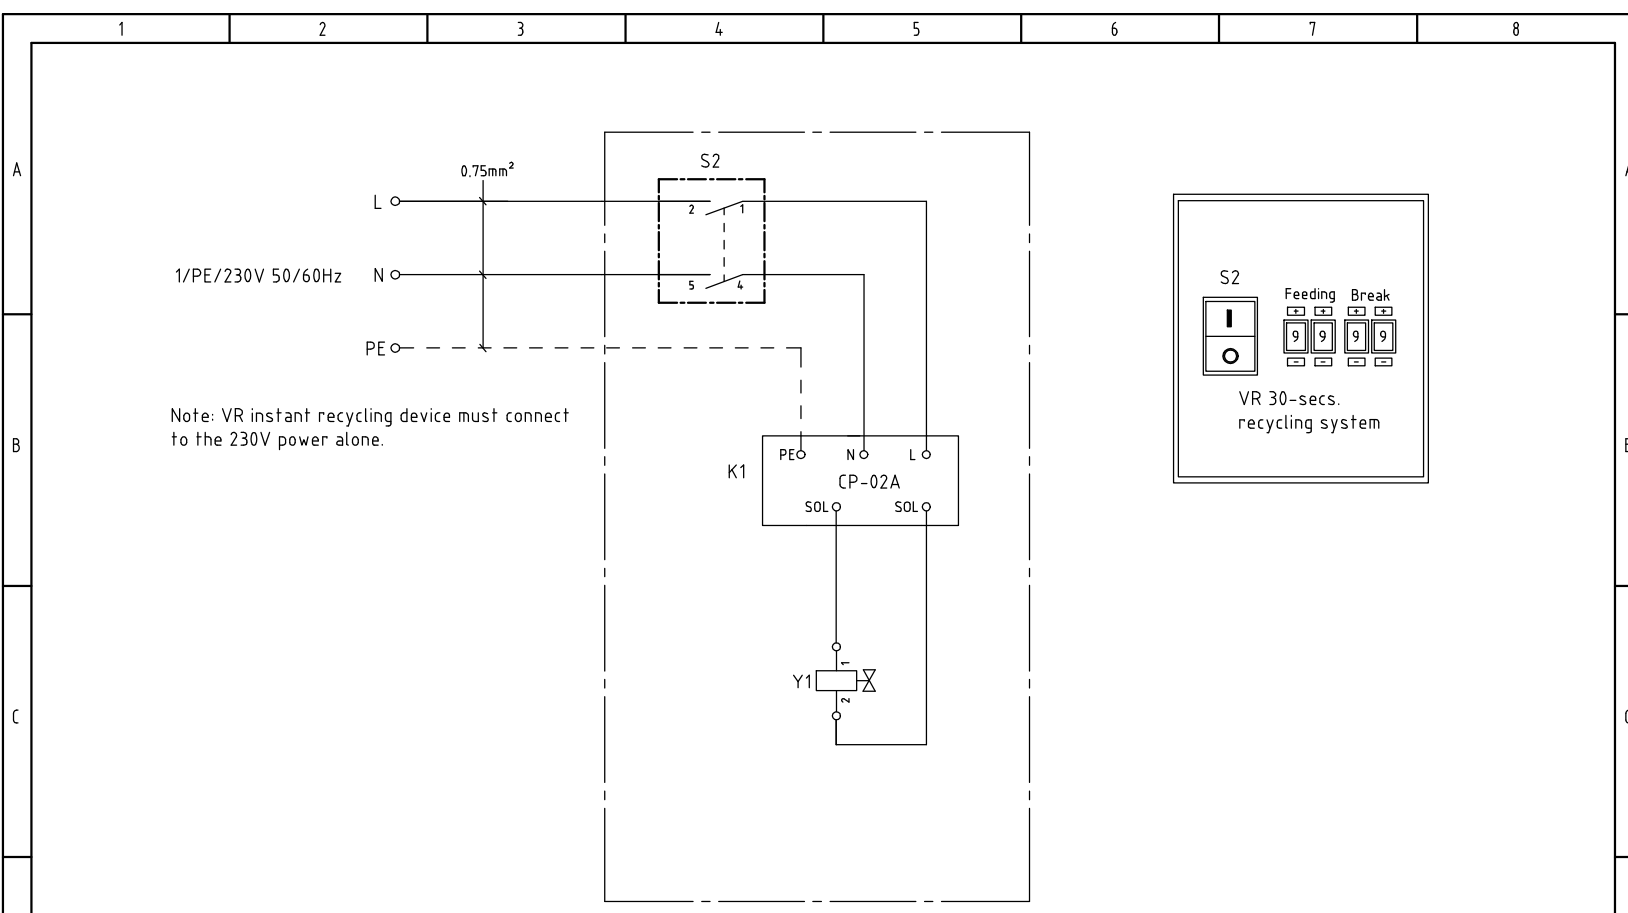 1 2 3 4 5 6 7 8
A
S2
0.75mm²
L
2 1
1/PE/230V 50/60Hz N
5 4
PE
S2
Feeding Break
+ + + +
9 9 9 9
- - - -
VR 30-secs.
recycling system
Note: VR instant recycling device must connect
to the 230V power alone.
B
PE N L
K1
CP-02A
SOL SOL
1
Y1
2
C